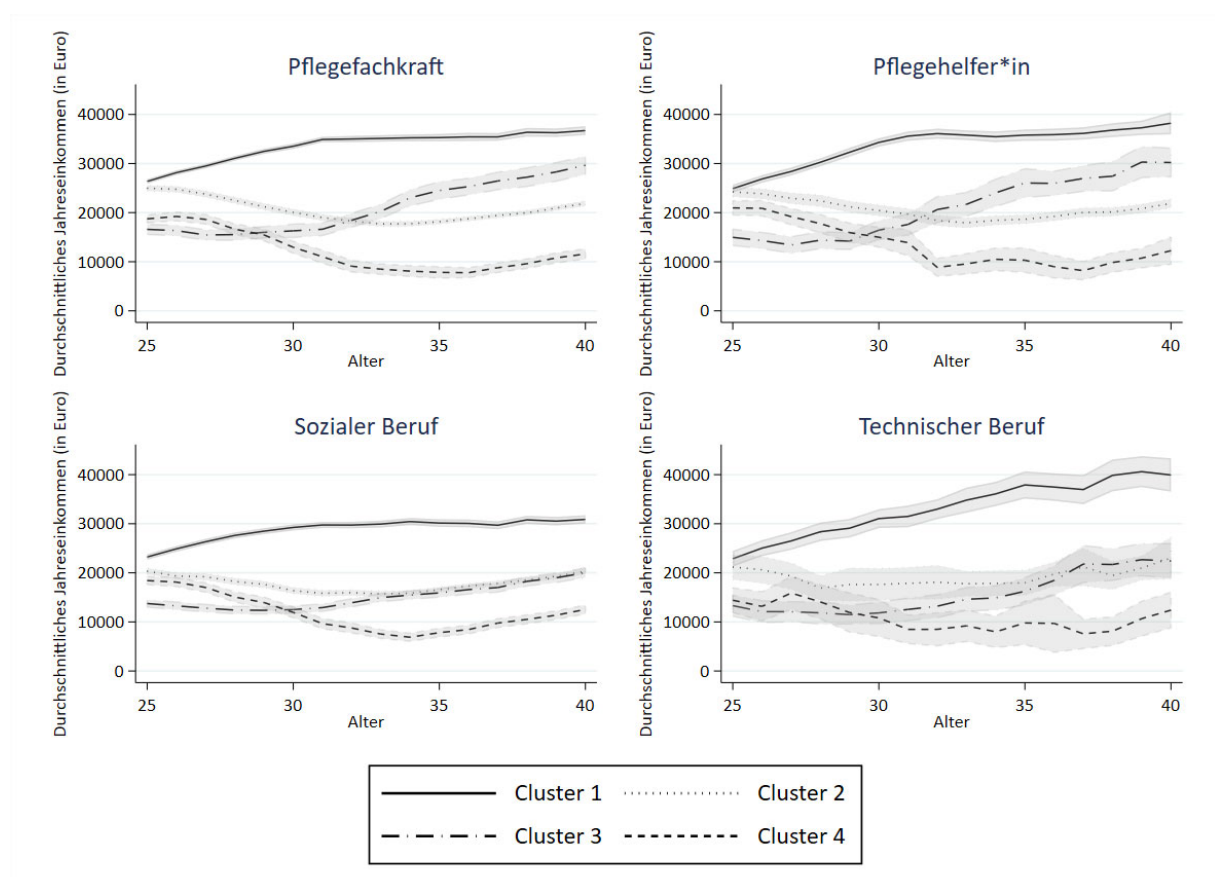 Pflegefachkraft
Durchschnittliches Jahreseinkommen (in Euro)
40000
30000
20000
10000
0
25
30
35
40
Alter
Pflegehelfer*in
Durchschnittliches Jahreseinkommen (in Euro)
40000
30000
20000
10000
0
25
30
35
40
Alter
Sozialer Beruf
Durchschnittliches Jahreseinkommen (in Euro)
40000
30000
20000
10000
0
25
30
35
40
Alter
Technischer Beruf
Durchschnittliches Jahreseinkommen (in Euro)
40000
30000
20000
10000
0
25
30
35
40
Alter
Cluster 1
Cluster 2
Cluster 3
Cluster 4